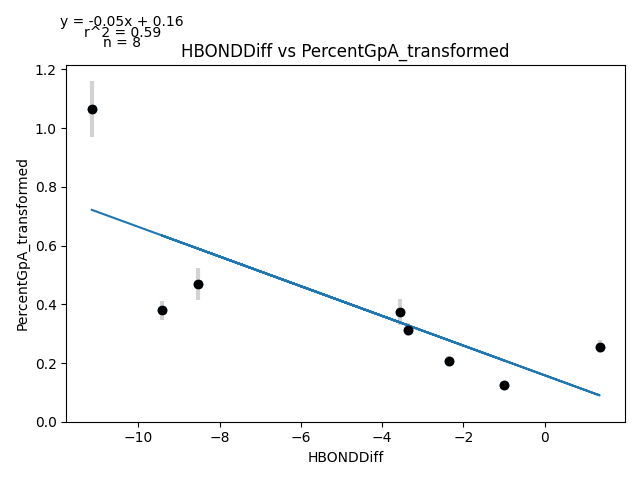 y = -0.05x + 0.16
r^2 = 0.59
n = 8
HBONDDiff vs PercentGpA_transformed
1.2
1.0
0.8
0.6
0.4
0.2
0.0
PercentGpA_transformed
−10
−8
−6
−4
−2
0
HBONDDiff